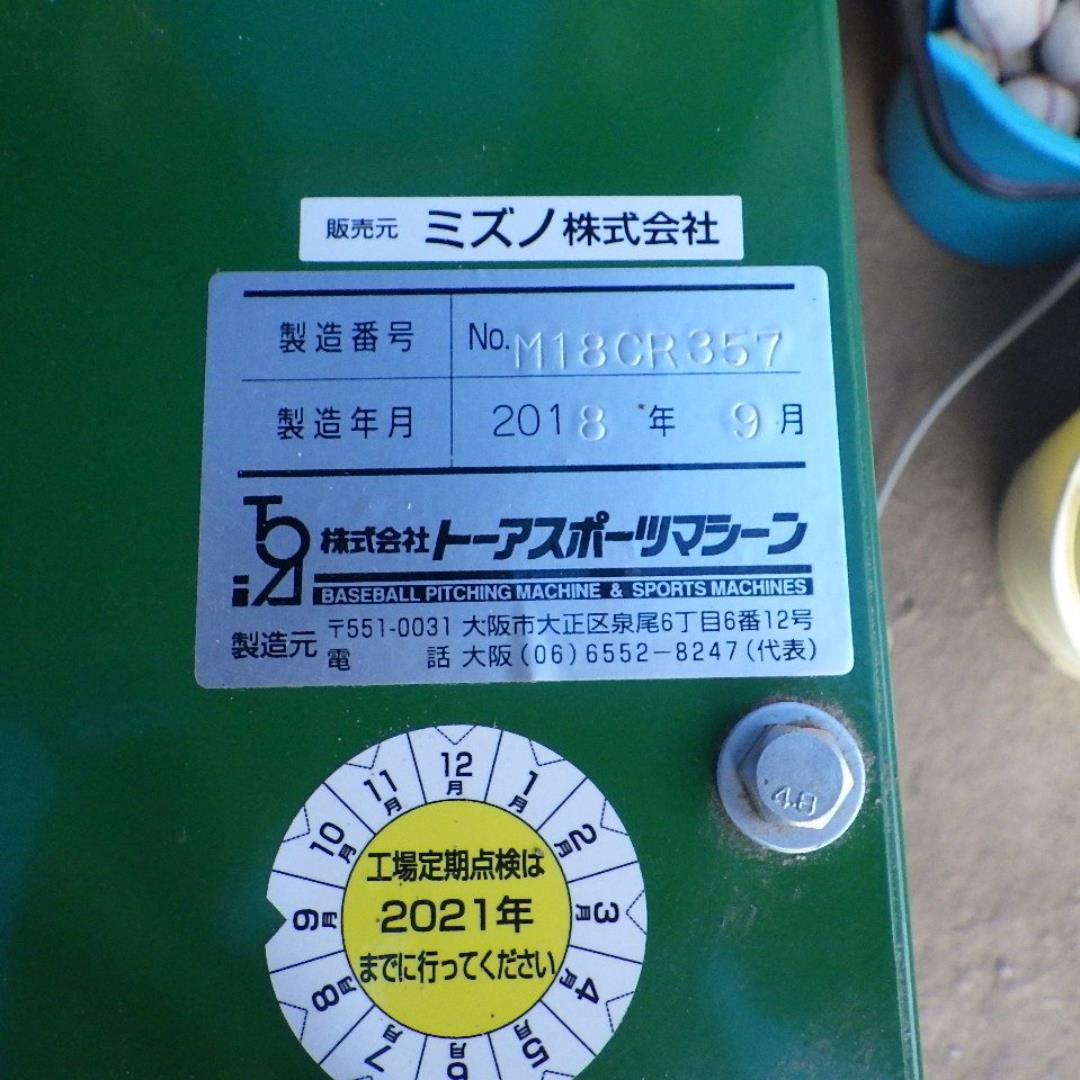 販売元 ミズノ株式会社
製造番号 No. M18CR357
製造年月 2018年 9月
TOA
株式会社トーアスポーツマシーン
BASEBALL PITCHING MACHINE & SPORTS MACHINES
製造元 〒551-0031 大阪市大正区泉尾6丁目6番12号
電話 大阪(06)6552-8247(代表)
12月
1月
2月
3月
4月
5月
6月
7月
8月
9月
10月
11月
工場定期点検は
2021年
までに行ってください
4.8